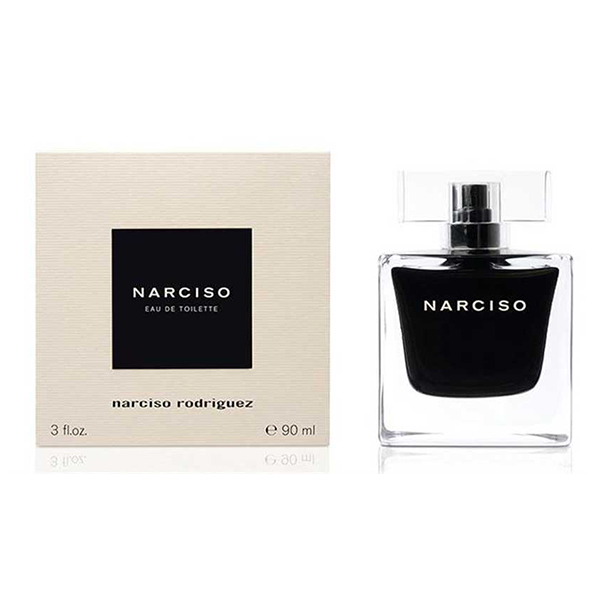 NARCISO
EAU DE TOILETTE
narciso rodriguez
3 fl.oz. ℮ 90 ml
NARCISO